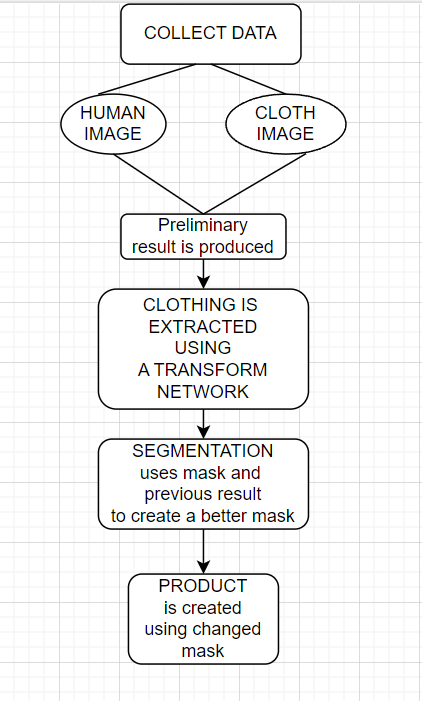 COLLECT DATA
HUMAN
IMAGE
CLOTH
IMAGE
Preliminary
result is produced
CLOTHING IS
EXTRACTED
USING
A TRANSFORM
NETWORK
SEGMENTATION
uses mask and
previous result
to create a better mask
PRODUCT
is created
using changed
mask